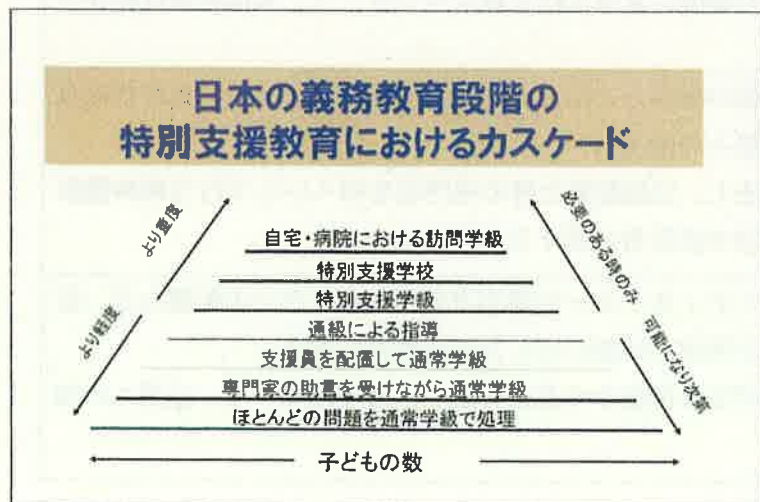 日本の義務教育段階の
特別支援教育におけるカスケード
より重度
必要のある時のみ
自宅・病院における訪問学級
特別支援学校
特別支援学級
より軽度
可能になり次第
通級による指導
支援員を配置して通常学級
専門家の助言を受けながら通常学級
ほとんどの問題を通常学級で処理
子どもの数